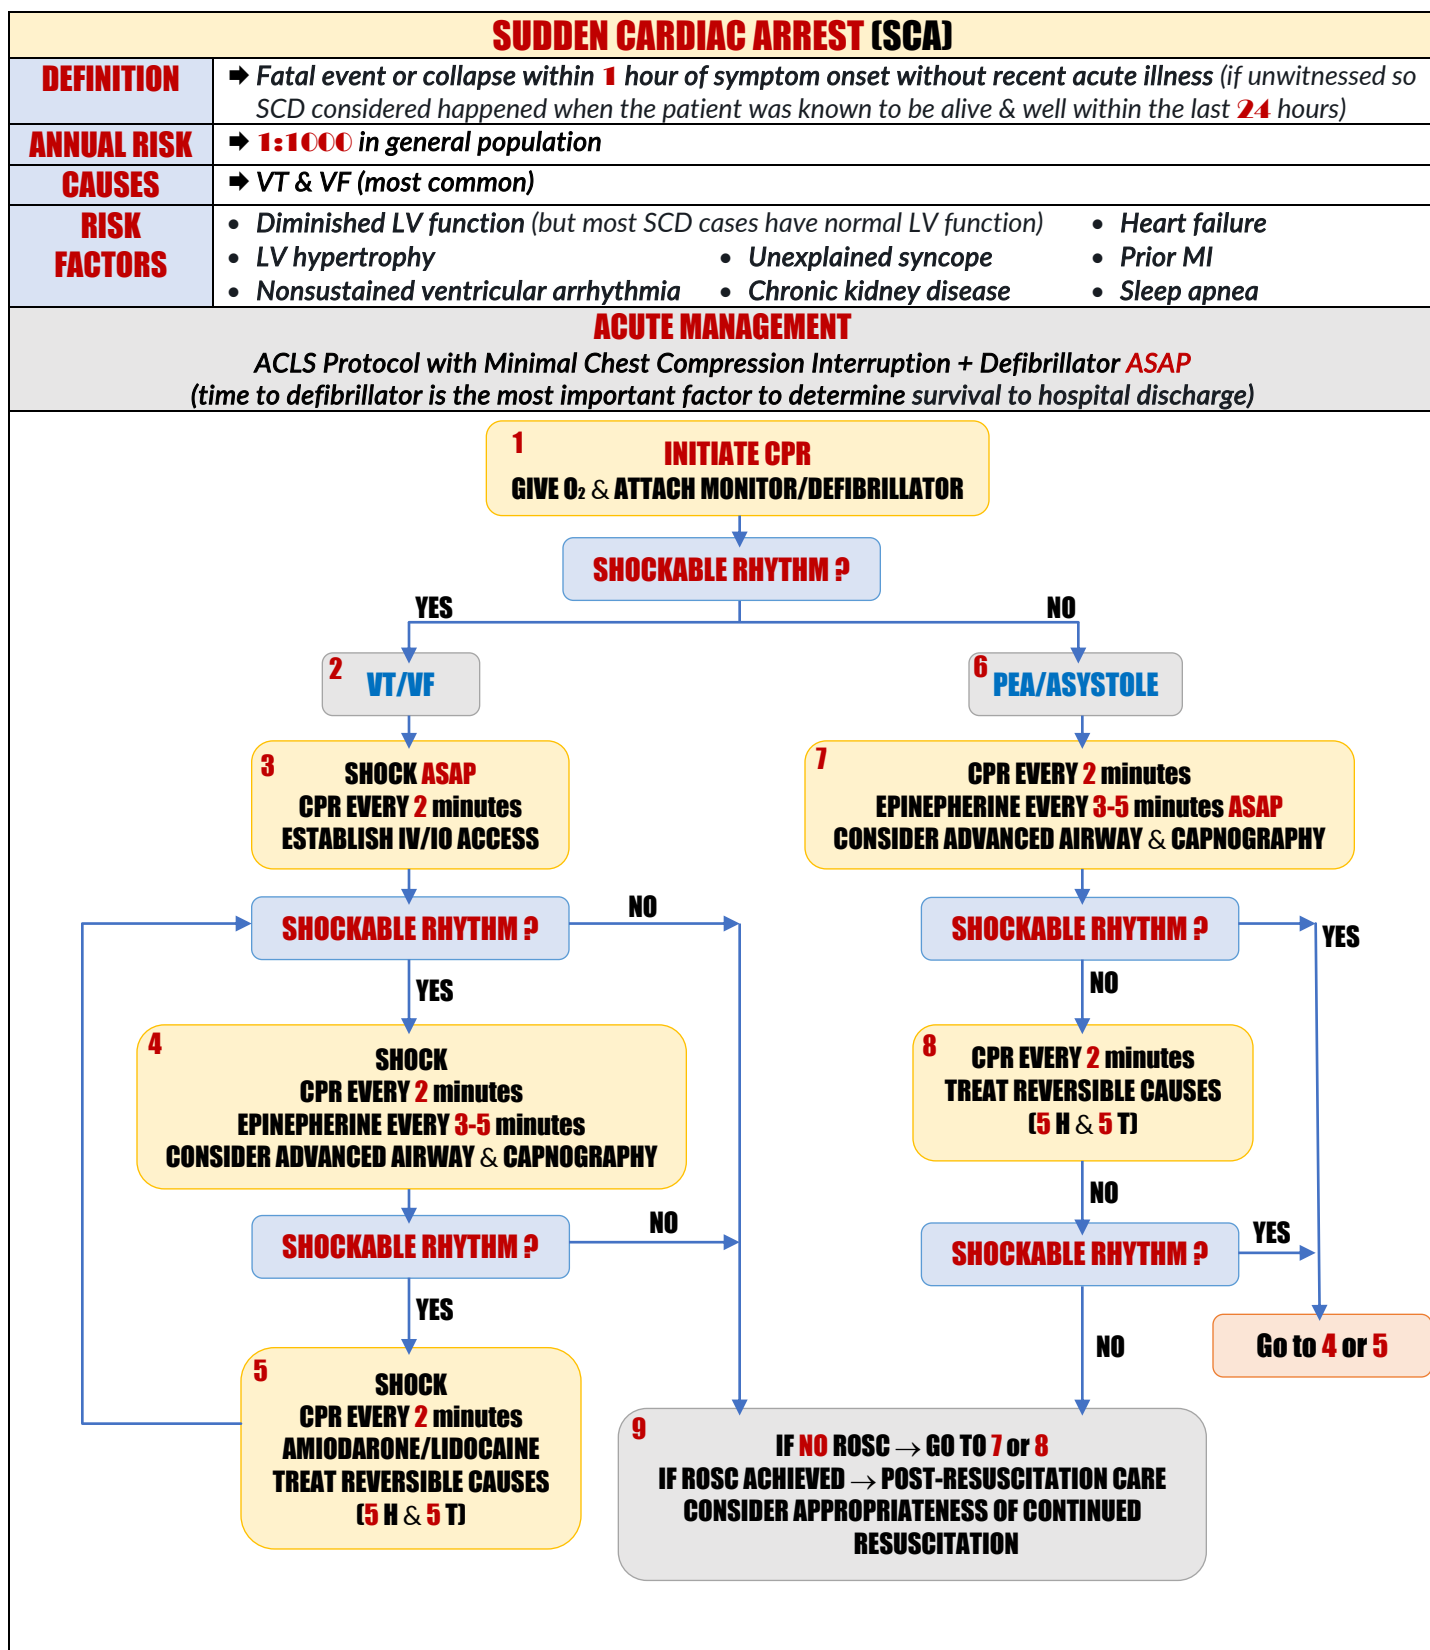 SUDDEN CARDIAC ARREST (SCA)
DEFINITION
➡ Fatal event or collapse within 1 hour of symptom onset without recent acute illness (if unwitnessed so
SCD considered happened when the patient was known to be alive & well within the last 24 hours)
ANNUAL RISK
➡ 1:1000 in general population
CAUSES
➡ VT & VF (most common)
RISK
FACTORS
• Diminished LV function (but most SCD cases have normal LV function)
• Heart failure
• LV hypertrophy
• Unexplained syncope
• Prior MI
• Nonsustained ventricular arrhythmia
• Chronic kidney disease
• Sleep apnea
ACUTE MANAGEMENT
ACLS Protocol with Minimal Chest Compression Interruption + Defibrillator ASAP
(time to defibrillator is the most important factor to determine survival to hospital discharge)
1
INITIATE CPR
GIVE O₂ & ATTACH MONITOR/DEFIBRILLATOR
SHOCKABLE RHYTHM ?
YES
NO
2
VT/VF
6
PEA/ASYSTOLE
3
SHOCK ASAP
CPR EVERY 2 minutes
ESTABLISH IV/IO ACCESS
7
CPR EVERY 2 minutes
EPINEPHERINE EVERY 3-5 minutes ASAP
CONSIDER ADVANCED AIRWAY & CAPNOGRAPHY
SHOCKABLE RHYTHM ?
NO
YES
SHOCKABLE RHYTHM ?
YES
NO
4
SHOCK
CPR EVERY 2 minutes
EPINEPHERINE EVERY 3-5 minutes
CONSIDER ADVANCED AIRWAY & CAPNOGRAPHY
8
CPR EVERY 2 minutes
TREAT REVERSIBLE CAUSES
(5 H & 5 T)
NO
SHOCKABLE RHYTHM ?
NO
YES
SHOCKABLE RHYTHM ?
YES
NO
Go to 4 or 5
5
SHOCK
CPR EVERY 2 minutes
AMIODARONE/LIDOCAINE
TREAT REVERSIBLE CAUSES
(5 H & 5 T)
9
IF NO ROSC → GO TO 7 or 8
IF ROSC ACHIEVED → POST-RESUSCITATION CARE
CONSIDER APPROPRIATENESS OF CONTINUED
RESUSCITATION